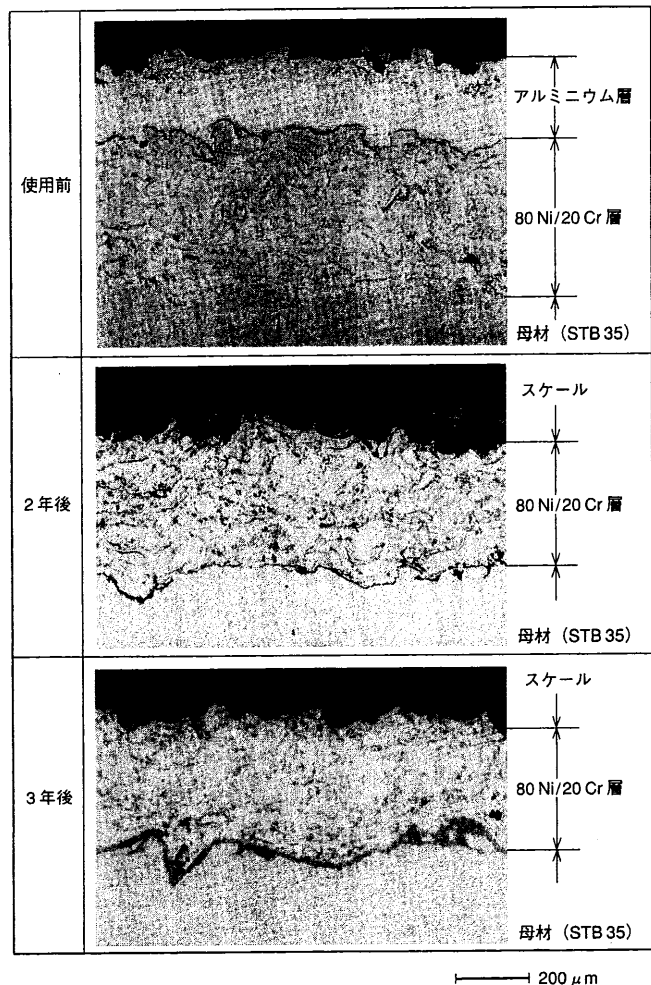 使用前
アルミニウム層
80 Ni/20 Cr 層
母材 (STB 35)
2年後
スケール
80 Ni/20 Cr 層
母材 (STB 35)
3年後
スケール
80 Ni/20 Cr 層
母材 (STB 35)
200 μm